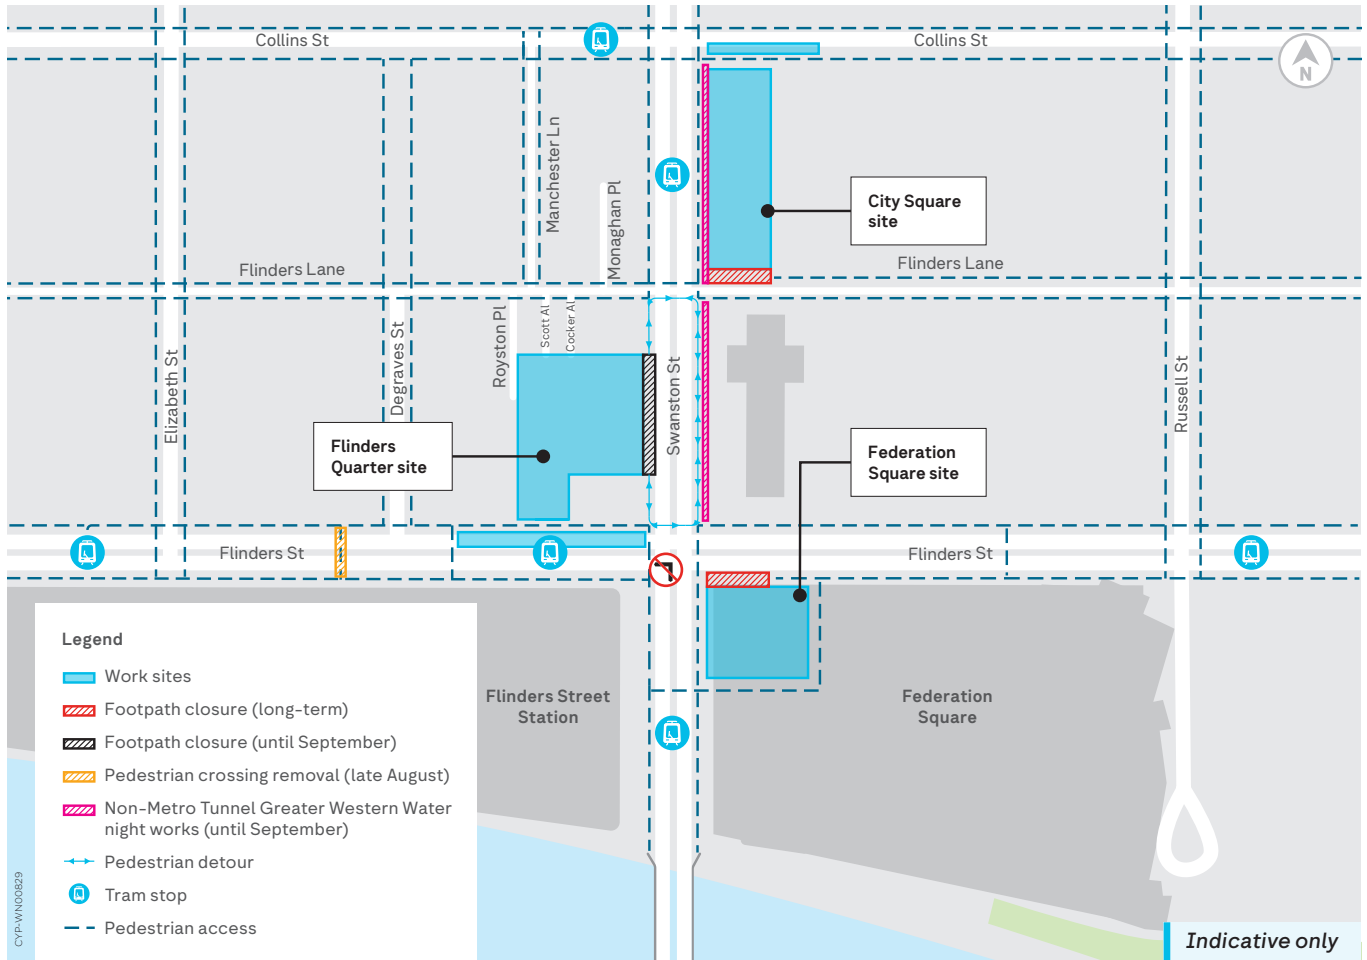 Collins St
Collins St
N
Manchester Ln
Monaghan Pl
City Square
site
Flinders Lane
Flinders Lane
Royston Pl
Scott Al
Cocker Al
Elizabeth St
Degraves St
Swanston St
Russell St
Flinders
Quarter site
Federation
Square site
Flinders St
Flinders St
Legend
Work sites
Footpath closure (long-term)
Footpath closure (until September)
Pedestrian crossing removal (late August)
Non-Metro Tunnel Greater Western Water
night works (until September)
Pedestrian detour
Tram stop
Pedestrian access
Flinders Street
Station
Federation
Square
CYP-WN00829
Indicative only